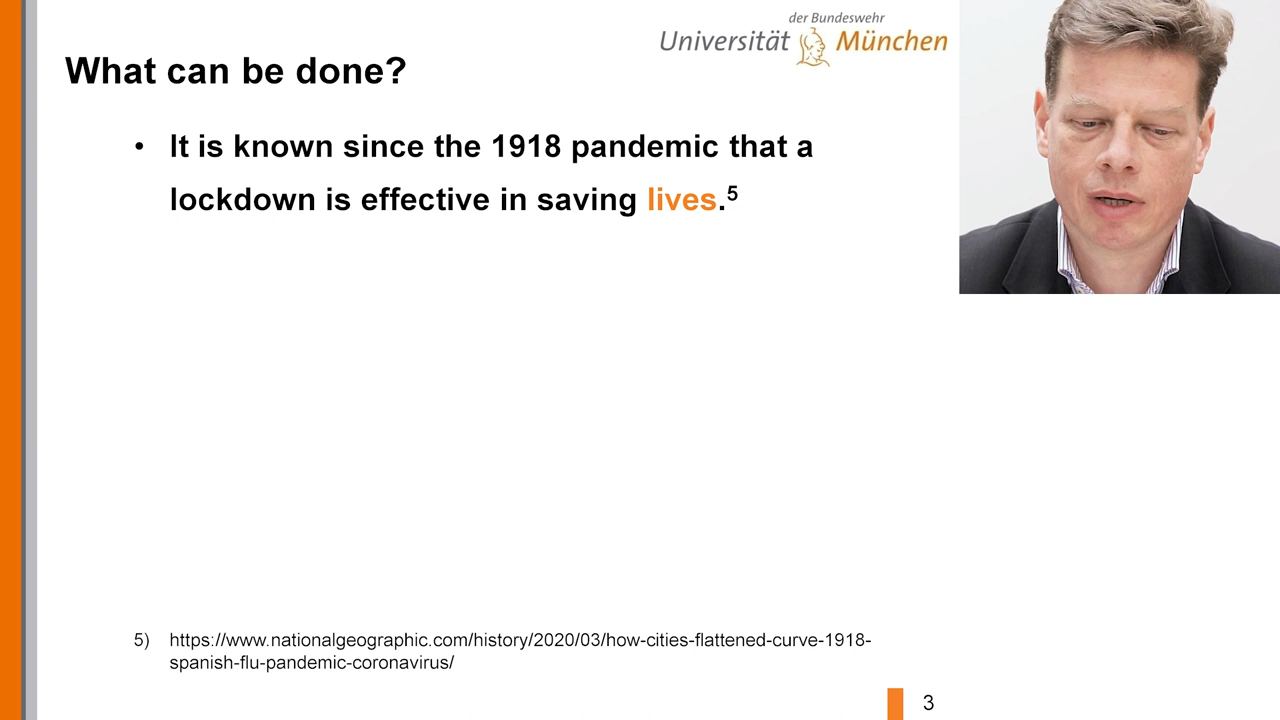 der Bundeswehr
Universität München
What can be done?
• It is known since the 1918 pandemic that a
lockdown is effective in saving lives.⁵
5) https://www.nationalgeographic.com/history/2020/03/how-cities-flattened-curve-1918-
spanish-flu-pandemic-coronavirus/
3